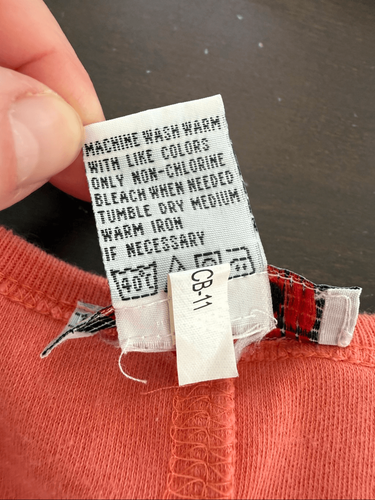 MACHINE WASH WARM
WITH LIKE COLORS
ONLY NON-CHLORINE
BLEACH WHEN NEEDED
TUMBLE DRY MEDIUM
WARM IRON
IF NECESSARY
40°C
CB-11